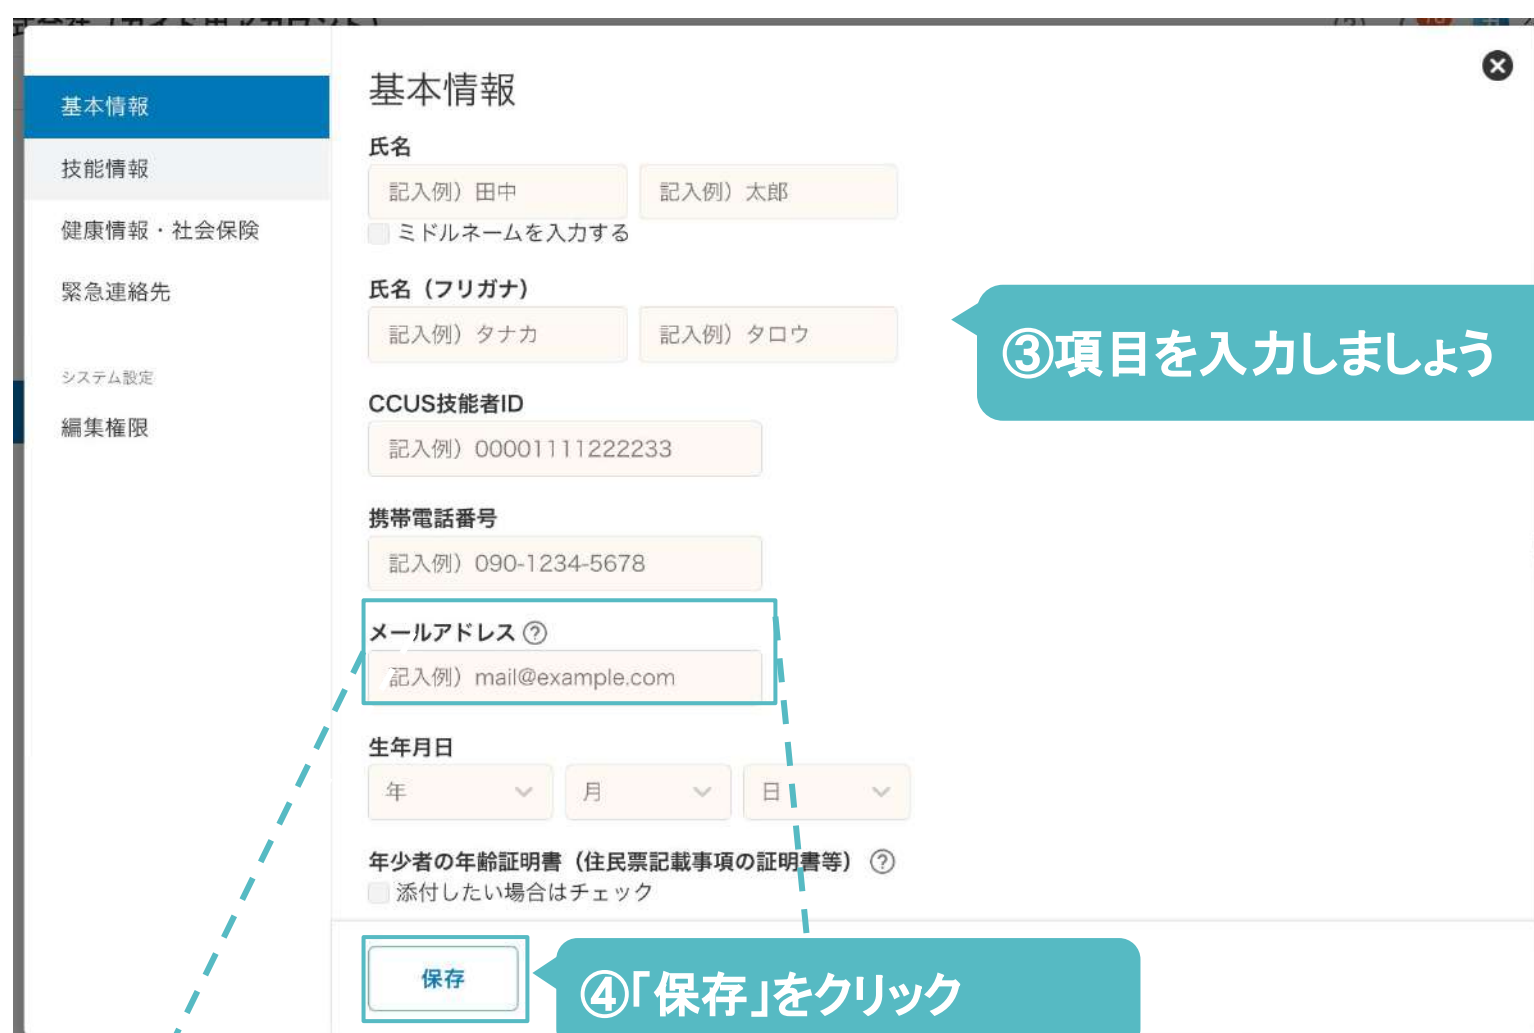 基本情報
技能情報
健康情報・社会保険
緊急連絡先
システム設定
編集権限
基本情報
氏名
記入例）田中 記入例）太郎
ミドルネームを入力する
氏名（フリガナ）
記入例）タナカ 記入例）タロウ
③項目を入力しましょう
CCUS技能者ID
記入例）00001111222233
携帯電話番号
記入例）090-1234-5678
メールアドレス ?
記入例）mail@example.com
生年月日
年 月 日
年少者の年齢証明書（住民票記載事項の証明書等） ?
添付したい場合はチェック
保存
④「保存」をクリック